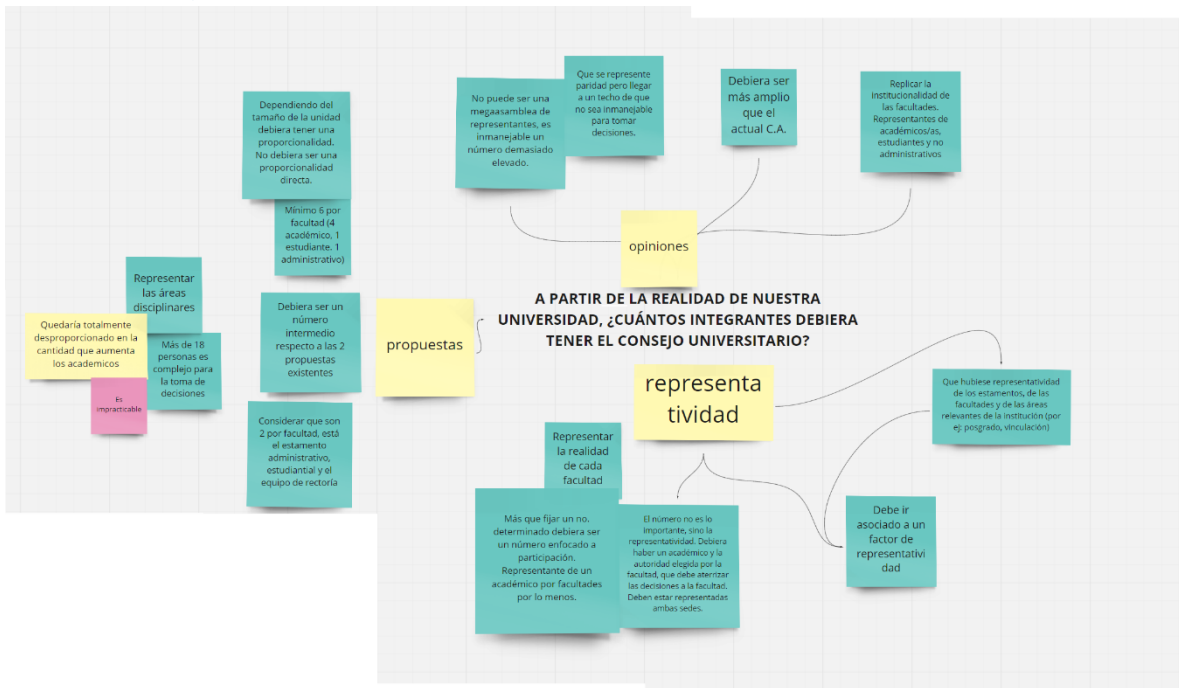 Dependiendo del
tamaño de la unidad
debiera tener una
proporcionalidad.
No debiera ser una
proporcionalidad
directa.
Mínimo 6 por
facultad (4
académico, 1
estudiante. 1
administrativo)
Representar
las áreas
disciplinares
Quedaría totalmente
desproporcionado en la
cantidad que aumenta
los academicos
Más de 18
personas es
complejo para
la toma de
decisiones
Es
impracticable
Debiera ser un
número
intermedio
respecto a las 2
propuestas
existentes
Considerar que son
2 por facultad, está
el estamento
administrativo,
estudiantial y el
equipo de rectoría
propuestas
No puede ser una
megaasamblea de
representantes, es
inmanejable un
número demasiado
elevado.
Que se represente
paridad pero llegar
a un techo de que
no sea inmanejable
para tomar
decisiones.
Debiera ser
más amplio
que el
actual C.A.
Replicar la
institucionalidad de
las facultades.
Representantes de
académicos/as,
estudiantes y no
administrativos
opiniones
A PARTIR DE LA REALIDAD DE NUESTRA
UNIVERSIDAD, ¿CUÁNTOS INTEGRANTES DEBIERA
TENER EL CONSEJO UNIVERSITARIO?
representa
tividad
Que hubiese representatividad
de los estamentos, de las
facultades y de las áreas
relevantes de la institución (por
ej: posgrado, vinculación)
Representar
la realidad
de cada
facultad
Más que fijar un no.
determinado debiera ser
un número enfocado a
participación.
Representante de un
académico por facultades
por lo menos.
El número no es lo
importante, sino la
representatividad. Debiera
haber un académico y la
autoridad elegida por la
facultad, que debe aterrizar
las decisiones a la facultad.
Deben estar representadas
ambas sedes.
Debe ir
asociado a un
factor de
representativi
dad